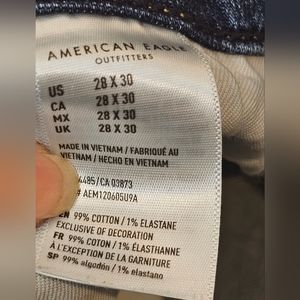 AMERICAN EAGLE
OUTFITTERS
US 28 X 30
CA 28 X 30
MX 28 X 30
UK 28 X 30
MADE IN VIETNAM / FABRIQUÉ AU
VIETNAM / HECHO EN VIETNAM
4485/CA 03873
# AEM120605U9A
EN 99% COTTON / 1% ELASTANE
EXCLUSIVE OF DECORATION
FR 99% COTON / 1% ÉLASTHANNE
À L'EXCEPTION DE LA GARNITURE
SP 99% algodón / 1% elastano